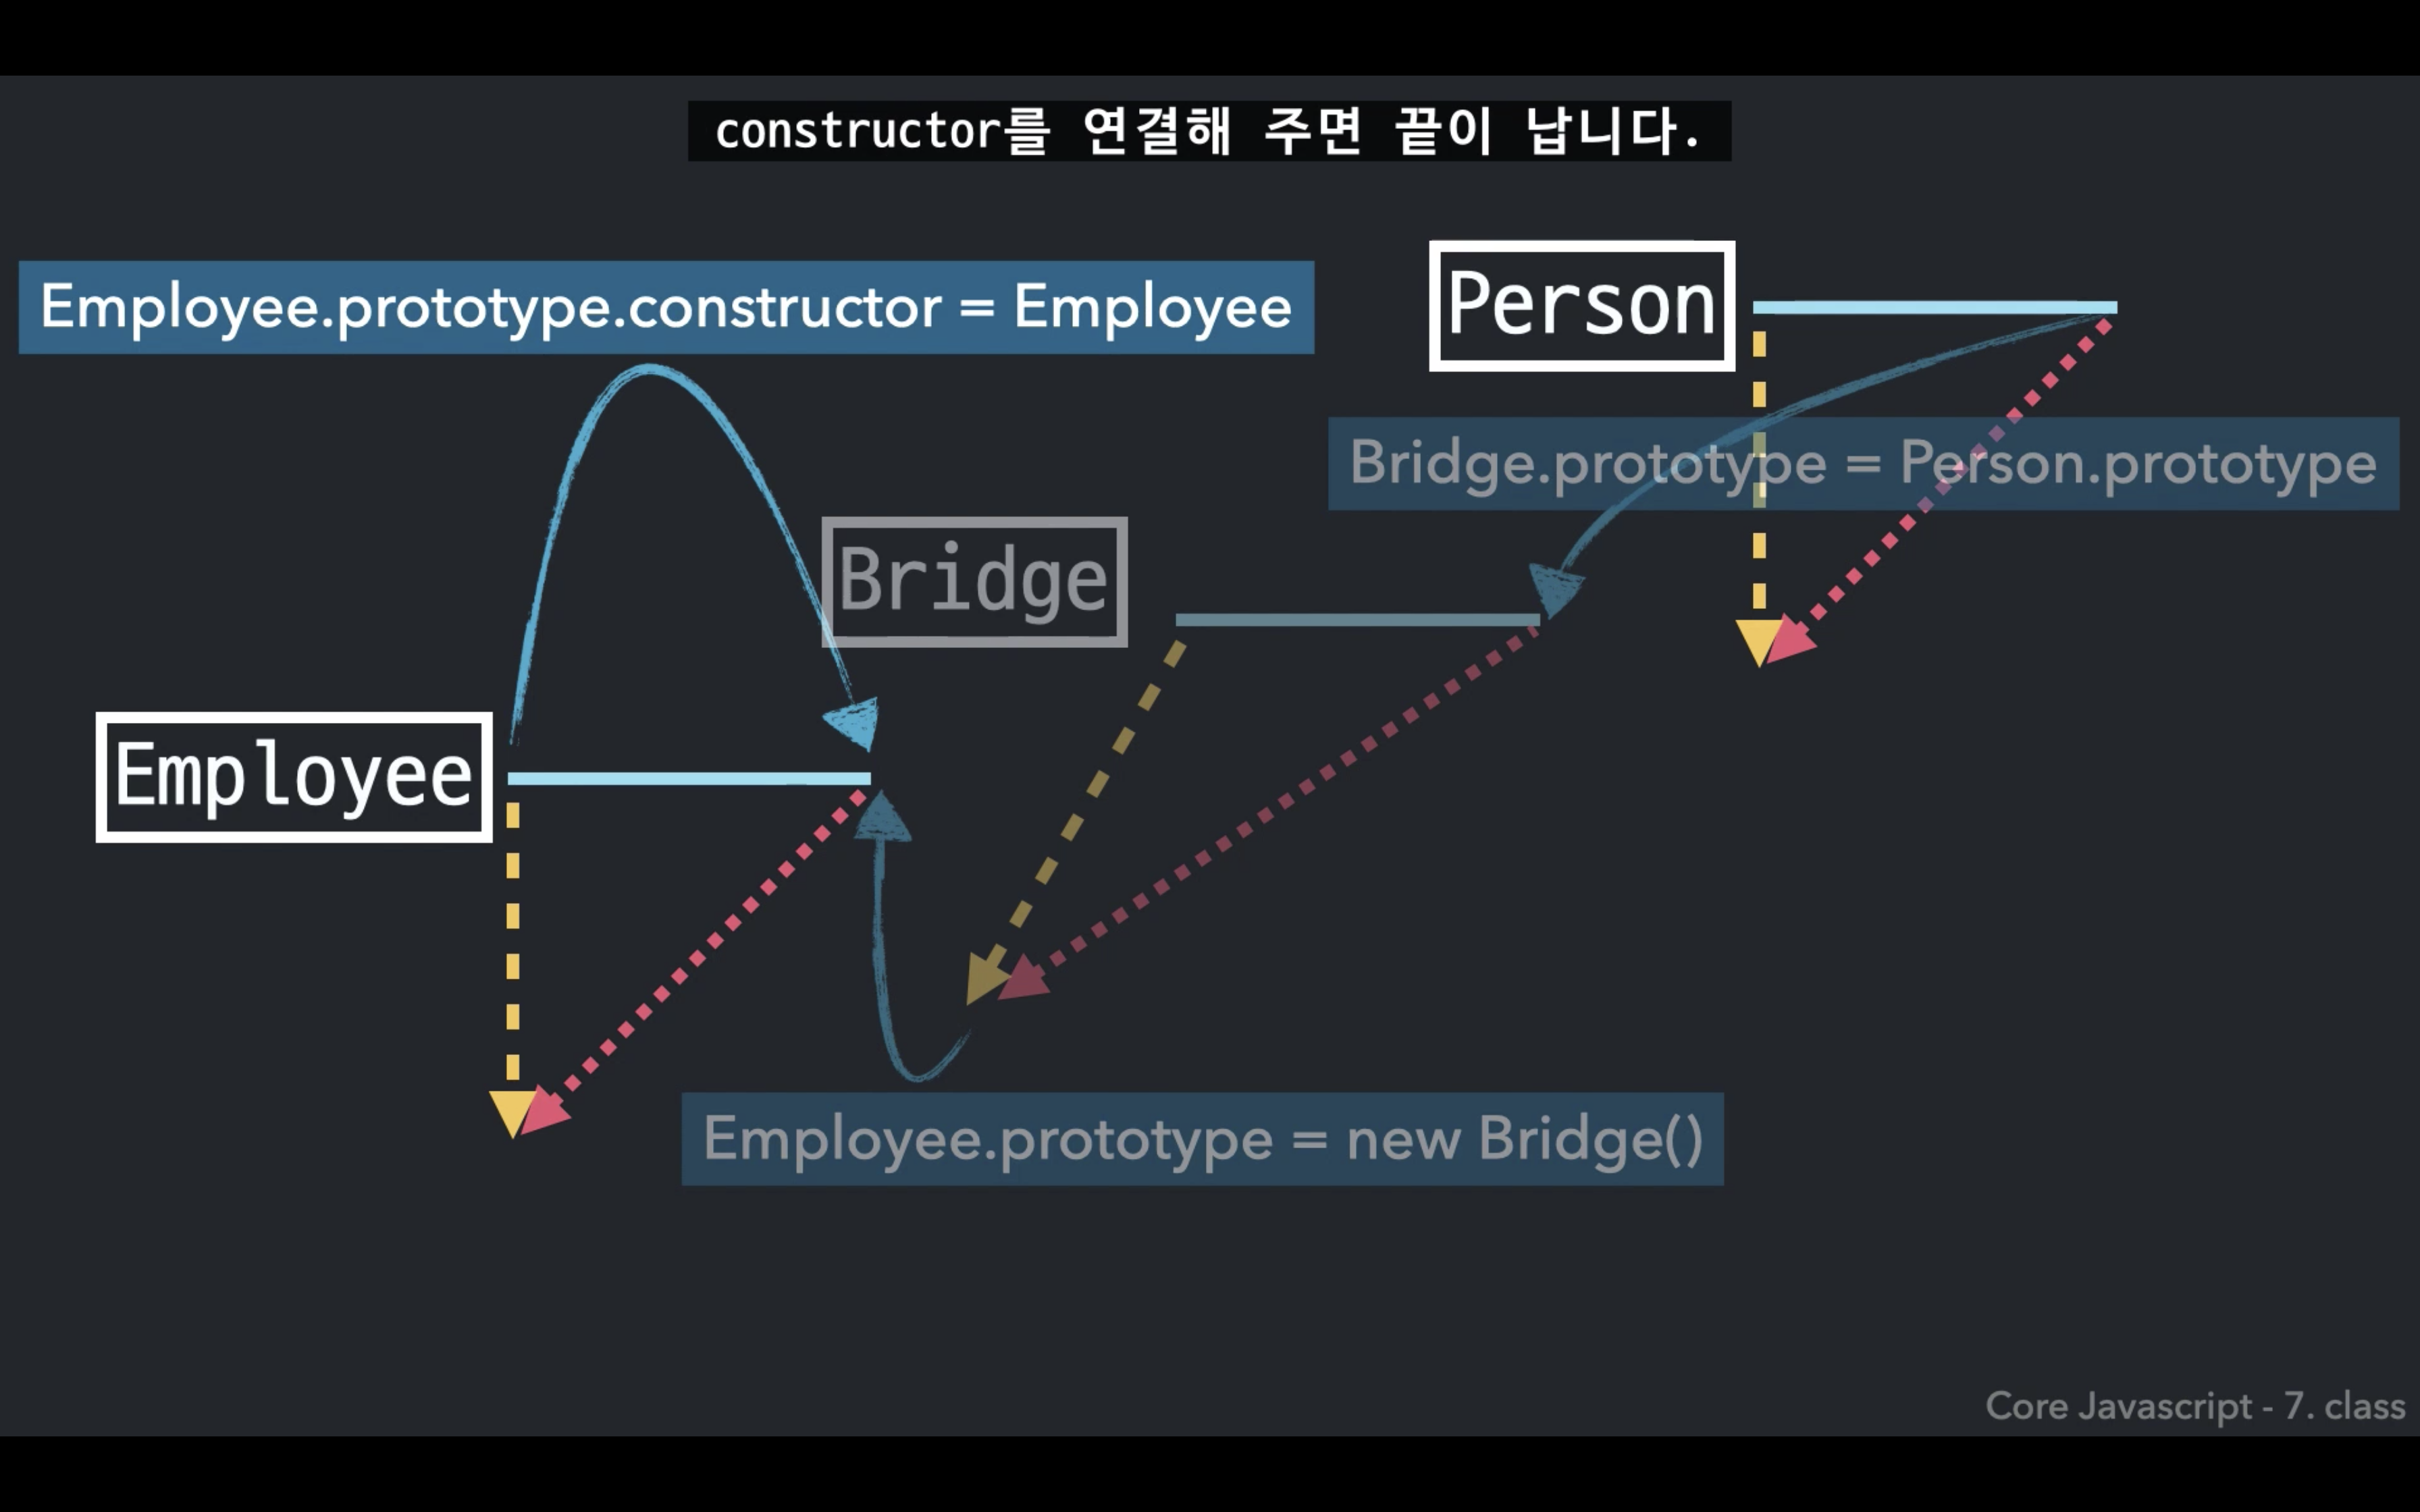 constructor를 연결해 주면 끝이 납니다.
Employee.prototype.constructor = Employee
Person
Bridge.prototype = Person.prototype
Bridge
Employee
Employee.prototype = new Bridge()
Core Javascript - 7. class